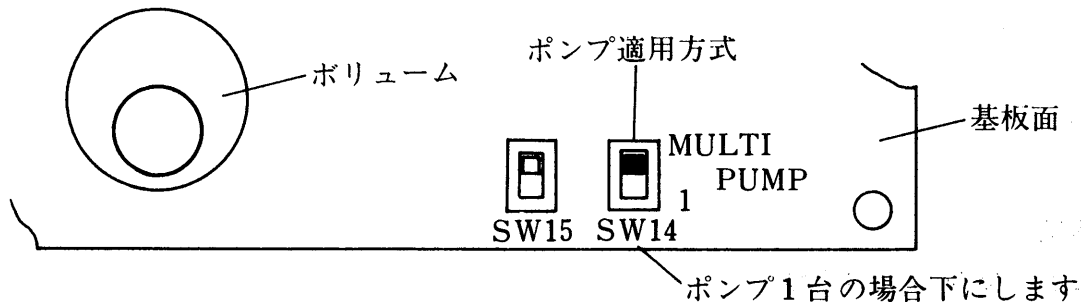 ポンプ適用方式
ボリューム
基板面
MULTI
PUMP
1
SW15 SW14
ポンプ1台の場合下にします